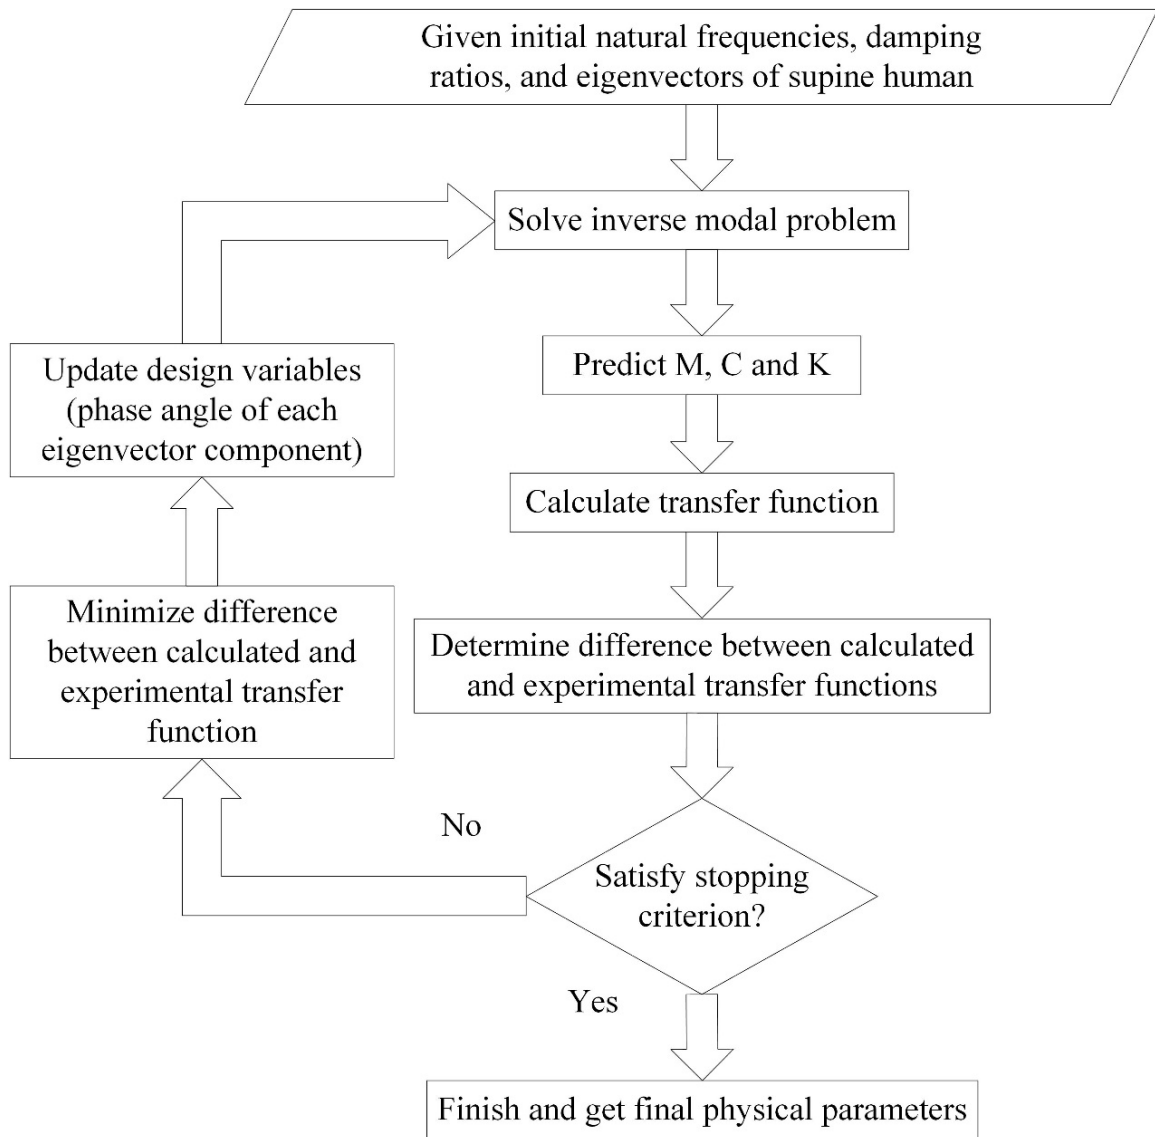 Given initial natural frequencies, damping
ratios, and eigenvectors of supine human
Solve inverse modal problem
Predict M, C and K
Calculate transfer function
Determine difference between calculated
and experimental transfer functions
Satisfy stopping
criterion?
No
Minimize difference
between calculated and
experimental transfer
function
Update design variables
(phase angle of each
eigenvector component)
Yes
Finish and get final physical parameters